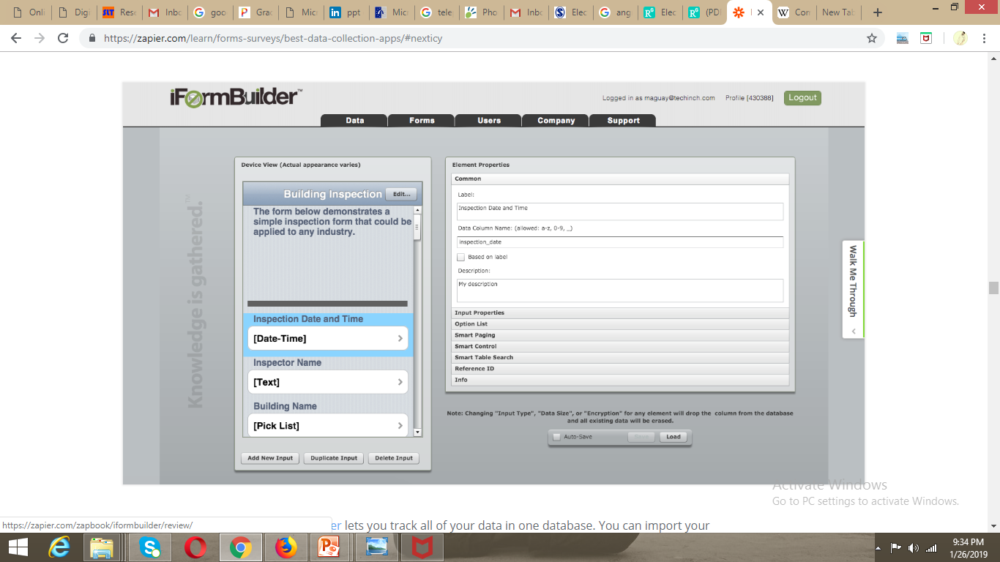 Onli
Digi
SLT Rese
Inbo
goo
Grac
Micr
ppt
Micr
tele
Pho
Inbo
Elec
ang
Elec
(PD
I
Con
New Tab
https://zapier.com/learn/forms-surveys/best-data-collection-apps/#nexticy
iFormBuilder™
Logged in as maguay@techinch.com Profile [430388] Logout
Data Forms Users Company Support
Knowledge is gathered.™
Device View (Actual appearance varies)
Building Inspection Edit...
The form below demonstrates a
simple inspection form that could be
applied to any industry.
Inspection Date and Time
[Date-Time]
Inspector Name
[Text]
Building Name
[Pick List]
Add New Input Duplicate Input Delete Input
Element Properties
Common
Label:
Inspection Date and Time
Data Column Name: (allowed: a-z, 0-9, _)
inspection_date
Based on label
Description:
My description
Input Properties
Option List
Smart Paging
Smart Control
Smart Table Search
Reference ID
Info
Note: Changing "Input Type", "Data Size", or "Encryption" for any element will drop the column from the database
and all existing data will be erased.
Auto-Save Save Load
Walk Me Through
Activate Windows
Go to PC settings to activate Windows.
https://zapier.com/zapbook/iformbuilder/review/
er lets you track all of your data in one database. You can import your
9:34 PM
1/26/2019